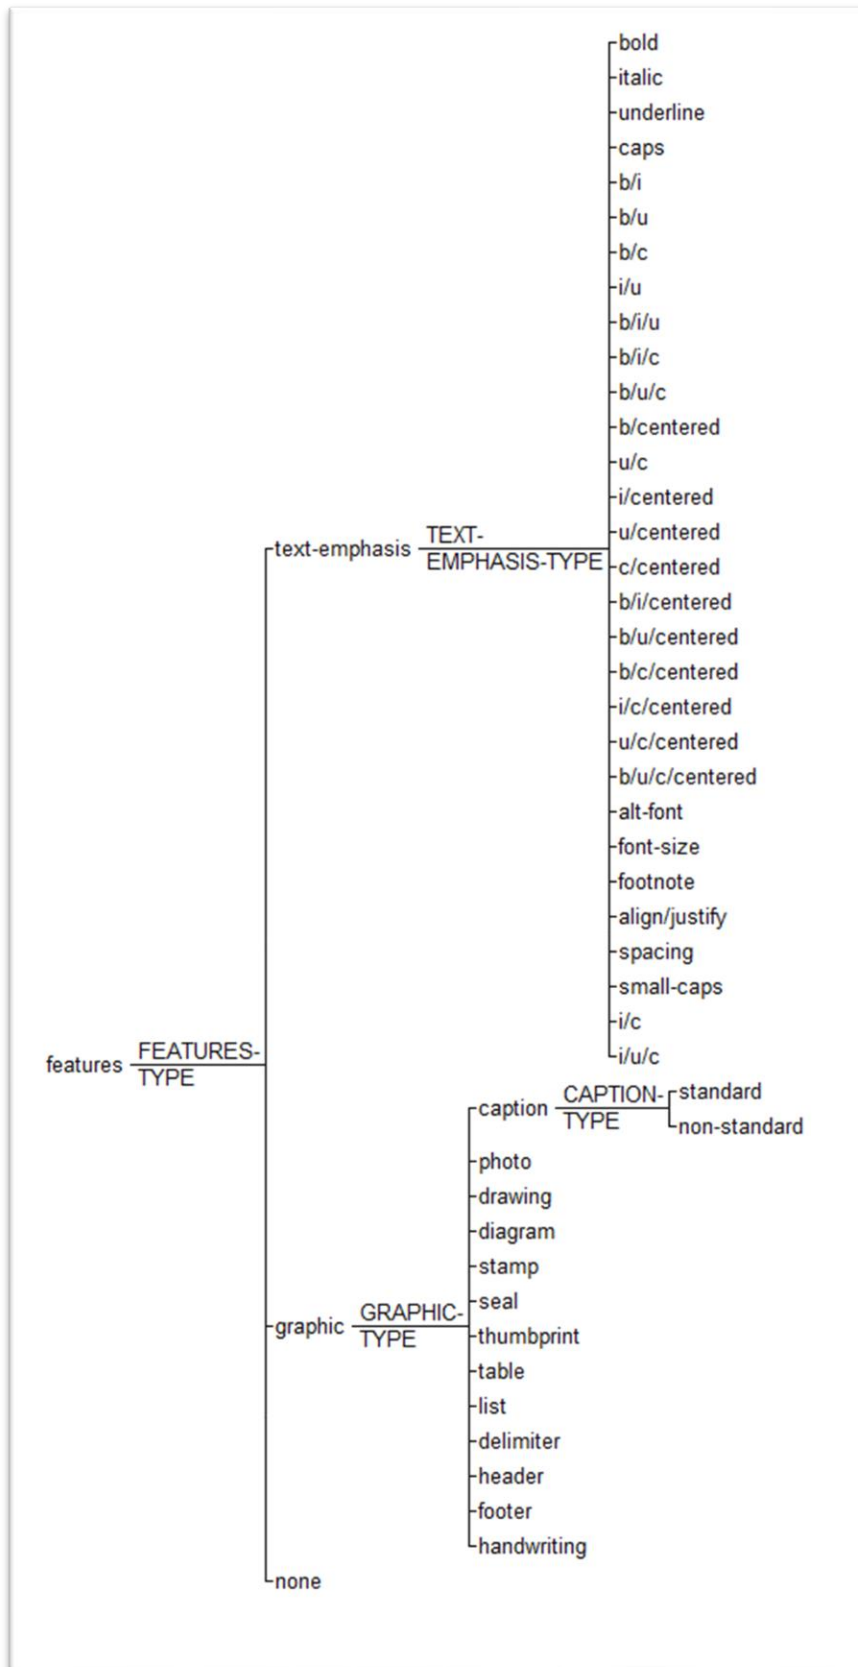 bold
italic
underline
caps
b/i
b/u
b/c
i/u
b/i/u
b/i/c
b/u/c
b/centered
u/c
i/centered
u/centered
c/centered
b/i/centered
b/u/centered
b/c/centered
i/c/centered
u/c/centered
b/u/c/centered
alt-font
font-size
footnote
align/justify
spacing
small-caps
i/c
i/u/c
text-emphasis
TEXT-
EMPHASIS-TYPE
features
FEATURES-
TYPE
caption
CAPTION-
TYPE
standard
non-standard
photo
drawing
diagram
stamp
seal
thumbprint
table
list
delimiter
header
footer
handwriting
graphic
GRAPHIC-
TYPE
none